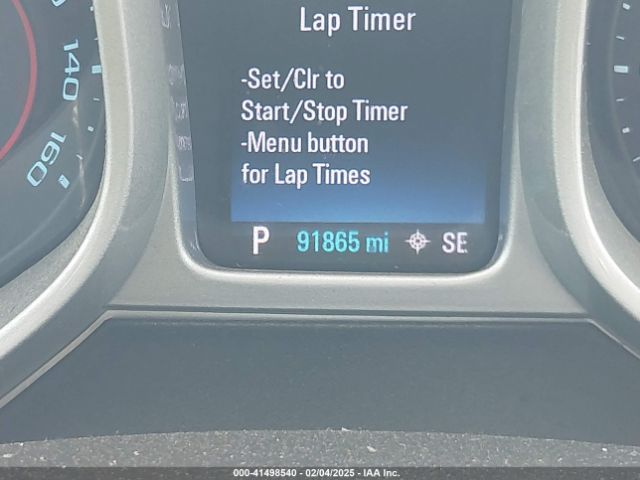 Lap Timer
-Set/Clr to
Start/Stop Timer
-Menu button
for Lap Times
140
160
P 91865 mi SE
000-41498540 - 02/04/2025 - IAA Inc.